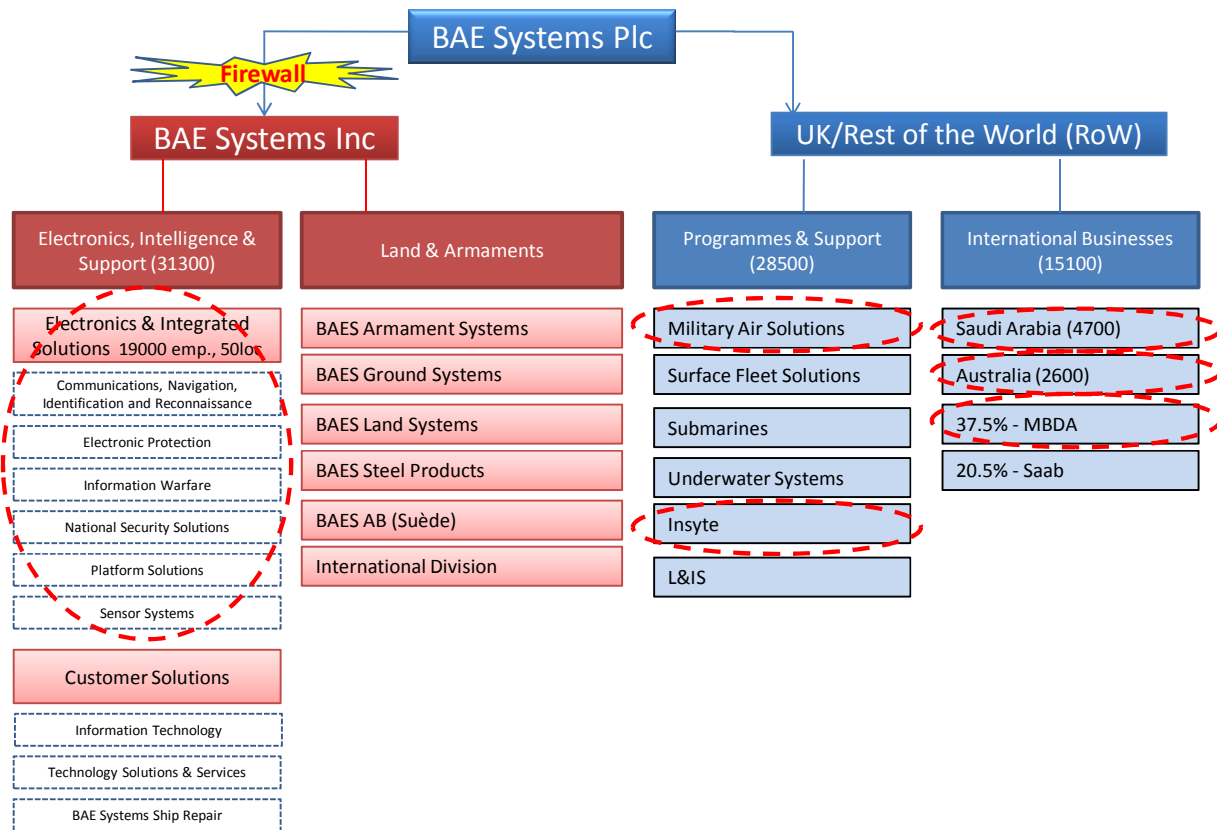 BAE Systems Plc
Firewall
BAE Systems Inc
UK/Rest of the World (RoW)
Electronics, Intelligence &
Support (31300)
Land & Armaments
Programmes & Support
(28500)
International Businesses
(15100)
Electronics & Integrated
Solutions 19000 emp., 50loc
Communications, Navigation,
Identification and Reconnaissance
Electronic Protection
Information Warfare
National Security Solutions
Platform Solutions
Sensor Systems
Customer Solutions
Information Technology
Technology Solutions & Services
BAE Systems Ship Repair
BAES Armament Systems
BAES Ground Systems
BAES Land Systems
BAES Steel Products
BAES AB (Suède)
International Division
Military Air Solutions
Surface Fleet Solutions
Submarines
Underwater Systems
Insyte
L&IS
Saudi Arabia (4700)
Australia (2600)
37.5% - MBDA
20.5% - Saab